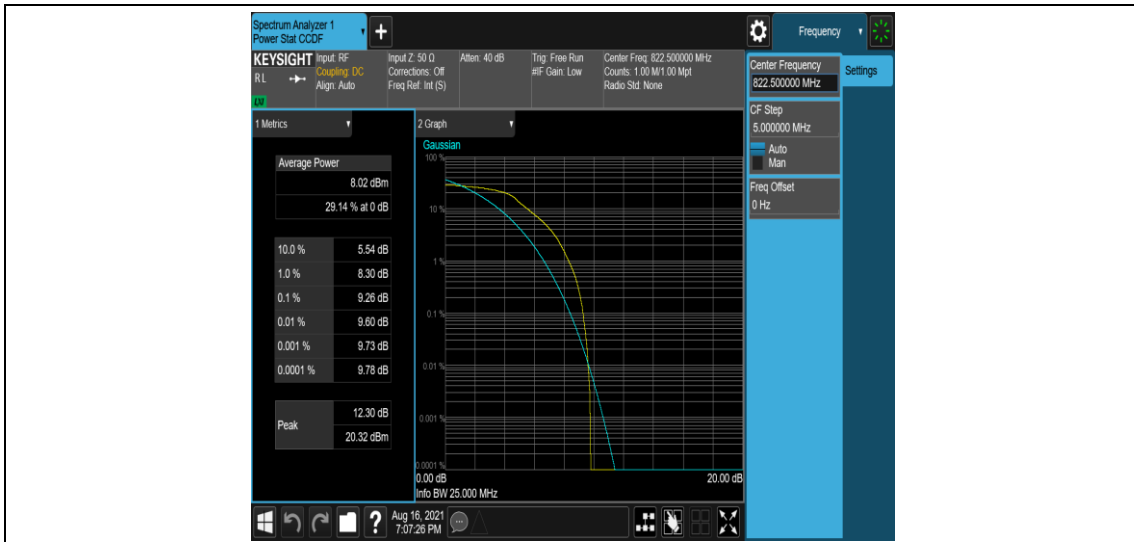 Spectrum Analyzer 1
Power Stat CCDF
Frequency
KEYSIGHT
RL
LXI
Input: RF
Coupling: DC
Align: Auto
Input Z: 50 Ω
Corrections: Off
Freq Ref: Int (S)
Atten: 40 dB
Trig: Free Run
#IF Gain: Low
Center Freq: 822.500000 MHz
Counts: 1.00 M/1.00 Mpt
Radio Std: None
Center Frequency
822.500000 MHz
Settings
CF Step
5.000000 MHz
Auto
Man
Freq Offset
0 Hz
1 Metrics
Average Power
8.02 dBm
29.14 % at 0 dB
10.0 % 5.54 dB
1.0 % 8.30 dB
0.1 % 9.26 dB
0.01 % 9.60 dB
0.001 % 9.73 dB
0.0001 % 9.78 dB
Peak
12.30 dB
20.32 dBm
2 Graph
Gaussian
100 %
10 %
1 %
0.1 %
0.01 %
0.001 %
0.0001 %
0.00 dB 20.00 dB
Info BW 25.000 MHz
?
Aug 16, 2021
7:07:26 PM